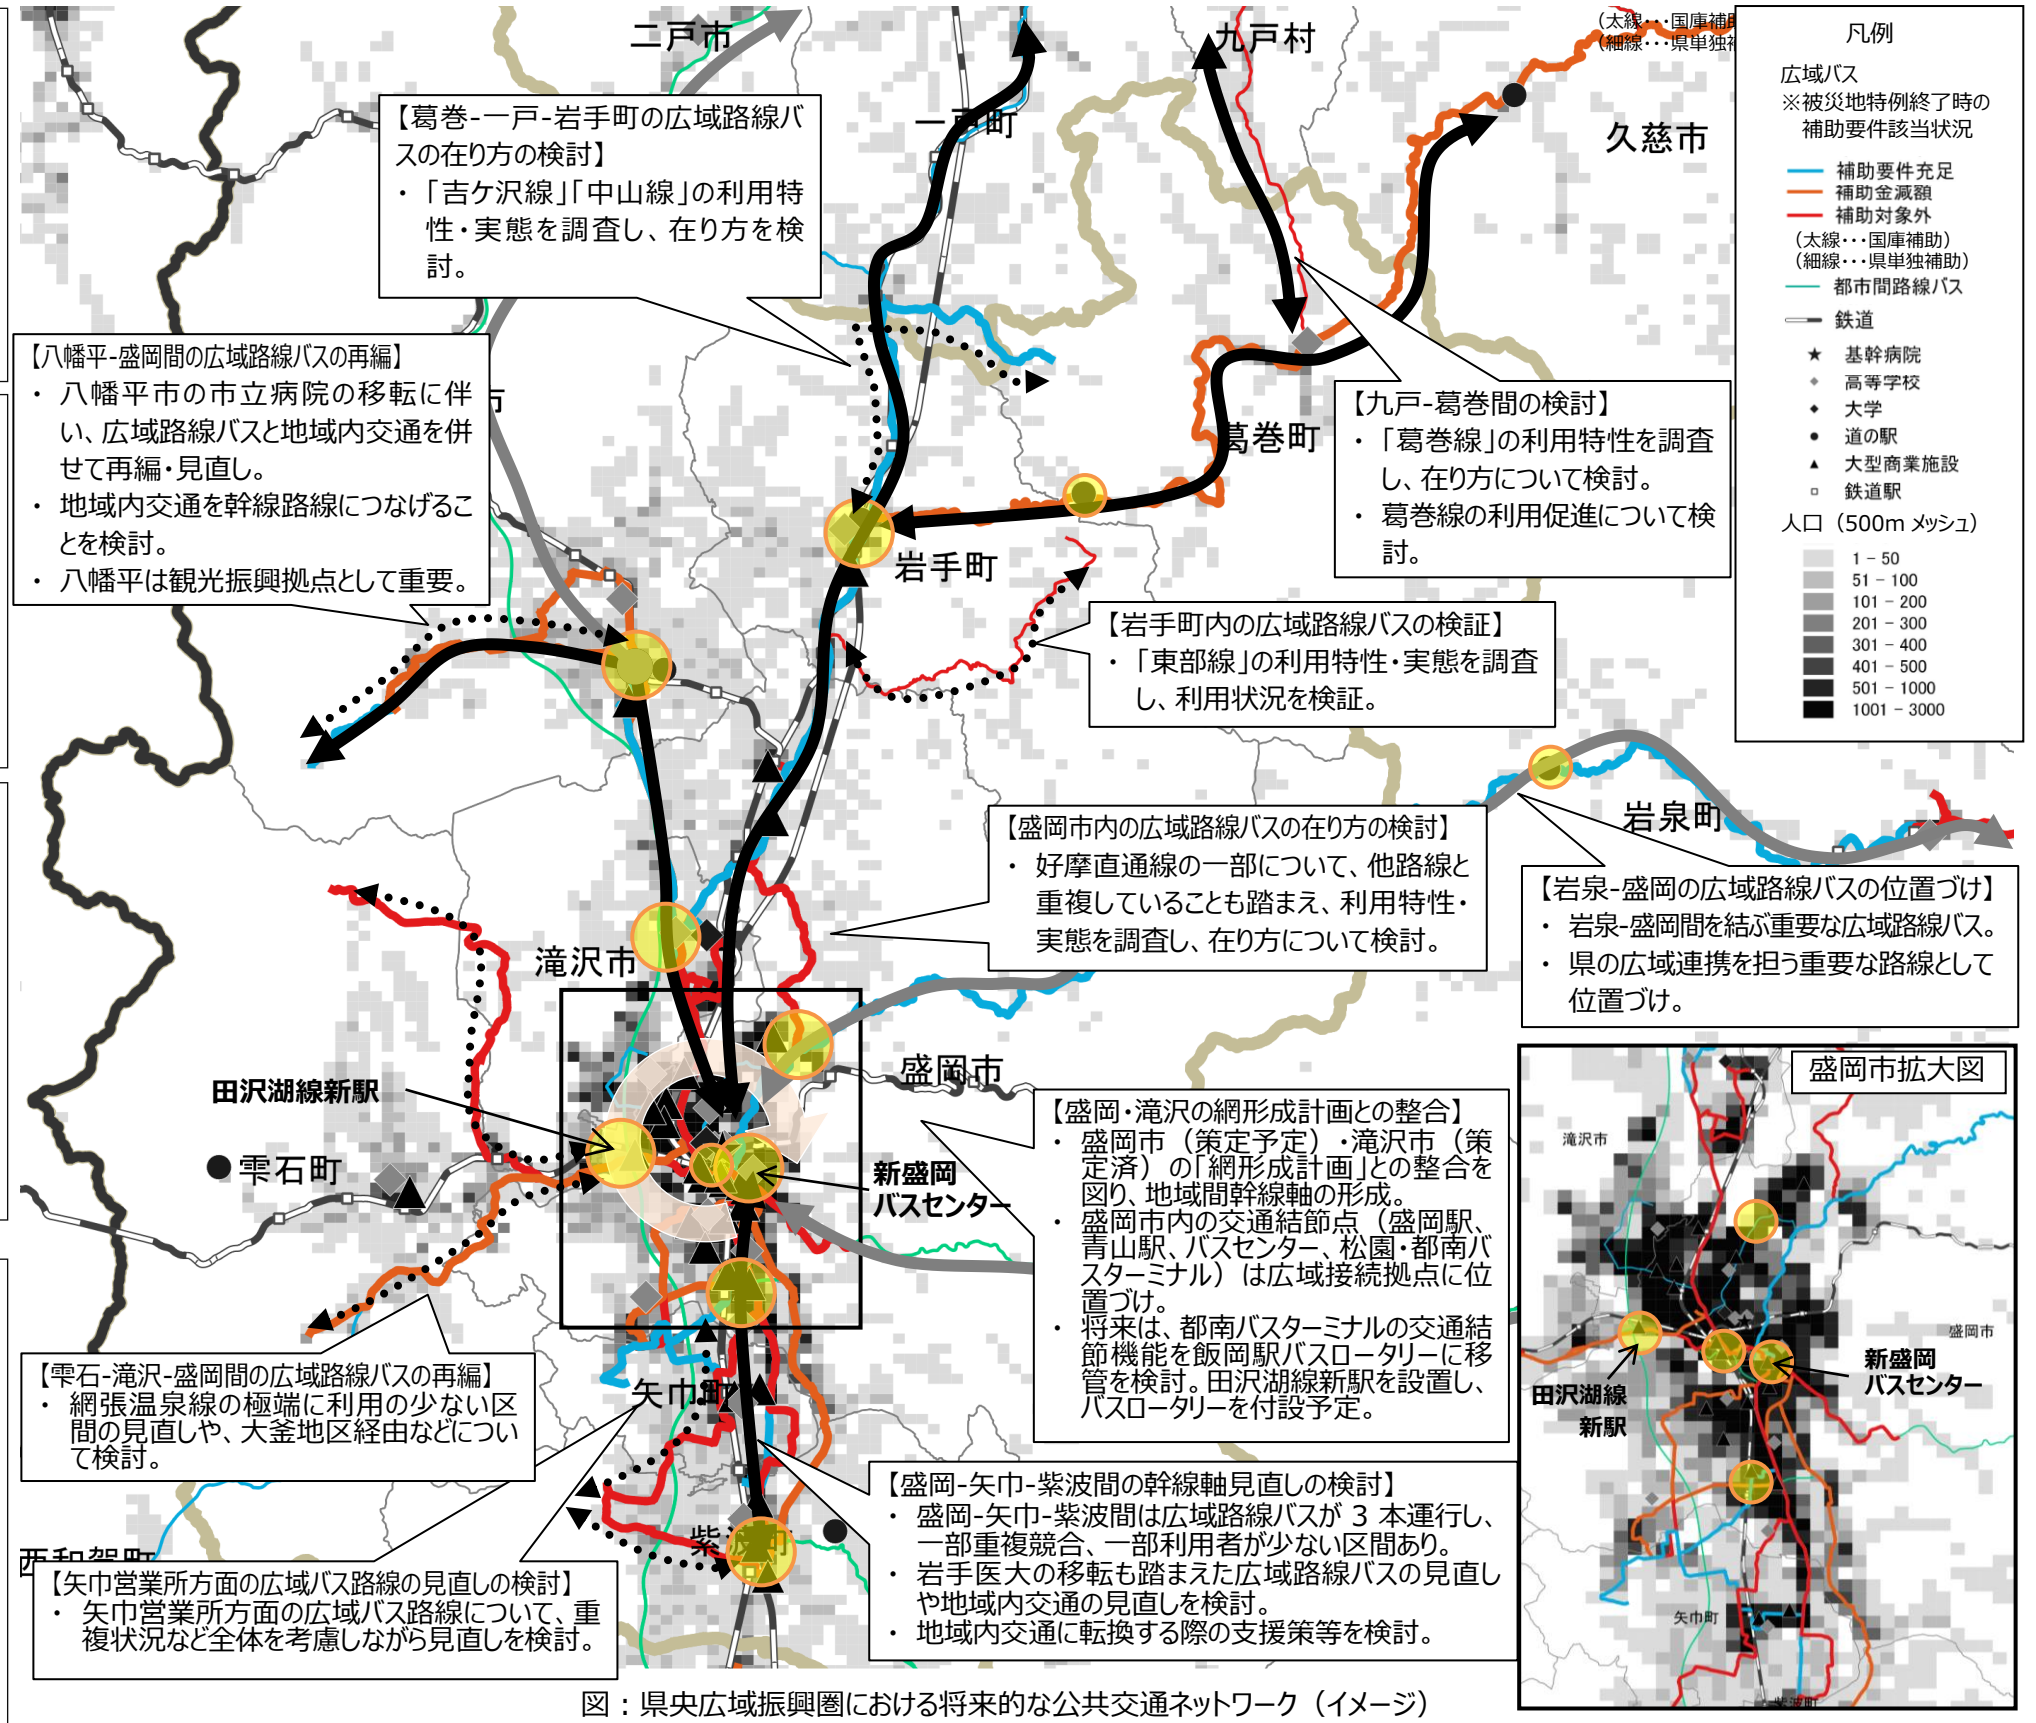 二戸市
九戸村
一戸町
久慈市
(太線･･･国庫補
(細線･･･県単独
凡例
広域バス
※被災地特例終了時の
補助要件該当状況
補助要件充足
補助金減額
補助対象外
(太線･･･国庫補助)
(細線･･･県単独補助)
都市間路線バス
鉄道
基幹病院
高等学校
大学
道の駅
大型商業施設
鉄道駅
人口（500m メッシュ）
1 - 50
51 - 100
101 - 200
201 - 300
301 - 400
401 - 500
501 - 1000
1001 - 3000
【葛巻-一戸-岩手町の広域路線バ
スの在り方の検討】
・「吉ケ沢線」「中山線」の利用特
性・実態を調査し、在り方を検
討。
【八幡平-盛岡間の広域路線バスの再編】
・ 八幡平市の市立病院の移転に伴
い、広域路線バスと地域内交通を併
せて再編・見直し。
・ 地域内交通を幹線路線につなげるこ
とを検討。
・ 八幡平は観光振興拠点として重要。
市
【九戸-葛巻間の検討】
・ 「葛巻線」の利用特性を調査
し、在り方について検討。
・ 葛巻線の利用促進について検
討。
葛巻町
岩手町
【岩手町内の広域路線バスの検証】
・ 「東部線」の利用特性・実態を調査
し、利用状況を検証。
【盛岡市内の広域路線バスの在り方の検討】
・ 好摩直通線の一部について、他路線と
重複していることも踏まえ、利用特性・
実態を調査し、在り方について検討。
岩泉町
【岩泉-盛岡の広域路線バスの位置づけ】
・ 岩泉-盛岡間を結ぶ重要な広域路線バス。
・ 県の広域連携を担う重要な路線として
位置づけ。
滝沢市
盛岡市
田沢湖線新駅
雫石町
新盛岡
バスセンター
【盛岡・滝沢の網形成計画との整合】
・ 盛岡市（策定予定）・滝沢市（策
定済）の「網形成計画」との整合を
図り、地域間幹線軸の形成。
・ 盛岡市内の交通結節点（盛岡駅、
青山駅、バスセンター、松園・都南バ
スターミナル）は広域接続拠点に位
置づけ。
・ 将来は、都南バスターミナルの交通結
節機能を飯岡駅バスロータリーに移
管を検討。田沢湖線新駅を設置し、
バスロータリーを付設予定。
盛岡市拡大図
滝沢市
盛岡市
新盛岡
バスセンター
田沢湖線
新駅
矢巾町
紫波町
【雫石-滝沢-盛岡間の広域路線バスの再編】
・ 網張温泉線の極端に利用の少ない区
間の見直しや、大釜地区経由などについ
て検討。
矢巾町
紫波町
西和賀町
【矢巾営業所方面の広域バス路線の見直しの検討】
・ 矢巾営業所方面の広域バス路線について、重
複状況など全体を考慮しながら見直しを検討。
【盛岡-矢巾-紫波間の幹線軸見直しの検討】
・ 盛岡-矢巾-紫波間は広域路線バスが 3 本運行し、
一部重複競合、一部利用者が少ない区間あり。
・ 岩手医大の移転も踏まえた広域路線バスの見直し
や地域内交通の見直しを検討。
・ 地域内交通に転換する際の支援策等を検討。
図：県央広域振興圏における将来的な公共交通ネットワーク（イメージ）